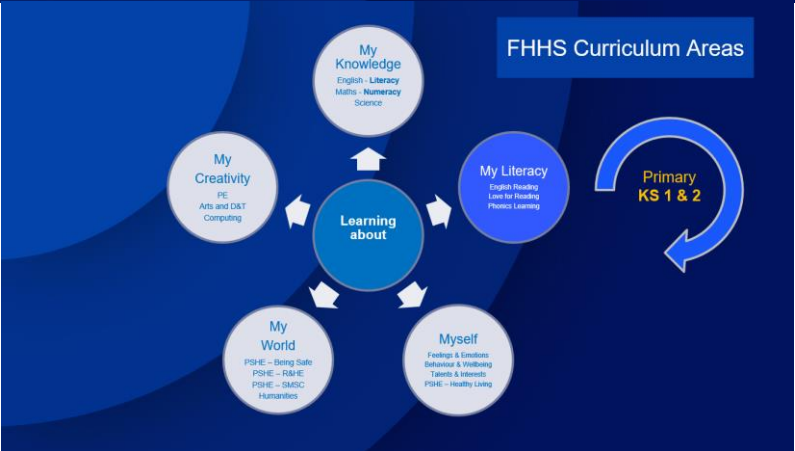 FHHS Curriculum Areas
My
Knowledge
English - Literacy
Maths - Numeracy
Science
My Literacy
English Reading
Love for Reading
Phonics Learning
Primary
KS 1 & 2
My
Creativity
PE
Arts and D&T
Computing
Learning
about
My
World
PSHE – Being Safe
PSHE – R&HE
PSHE – SMSC
Humanities
Myself
Feelings & Emotions
Behaviour & Wellbeing
Talents & Interests
PSHE – Healthy Living